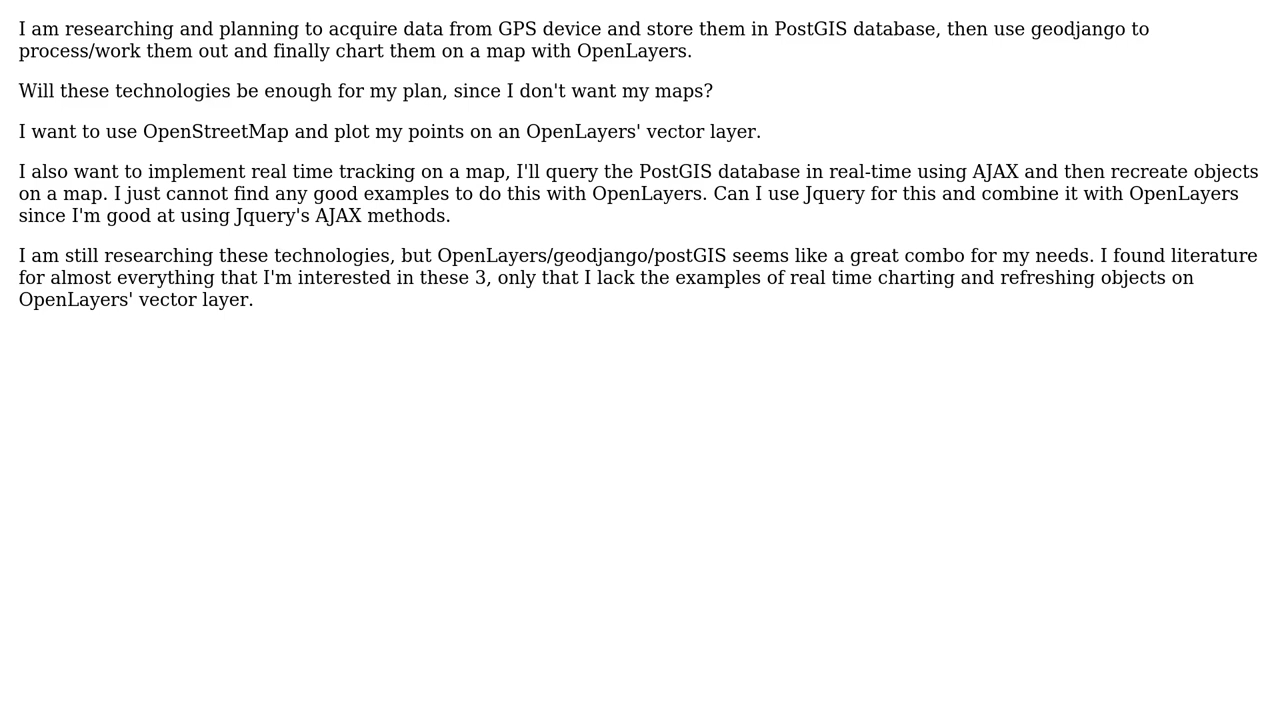 I am researching and planning to acquire data from GPS device and store them in PostGIS database, then use geodjango to
process/work them out and finally chart them on a map with OpenLayers.
Will these technologies be enough for my plan, since I don't want my maps?
I want to use OpenStreetMap and plot my points on an OpenLayers' vector layer.
I also want to implement real time tracking on a map, I'll query the PostGIS database in real-time using AJAX and then recreate objects
on a map. I just cannot find any good examples to do this with OpenLayers. Can I use Jquery for this and combine it with OpenLayers
since I'm good at using Jquery's AJAX methods.
I am still researching these technologies, but OpenLayers/geodjango/postGIS seems like a great combo for my needs. I found literature
for almost everything that I'm interested in these 3, only that I lack the examples of real time charting and refreshing objects on
OpenLayers' vector layer.